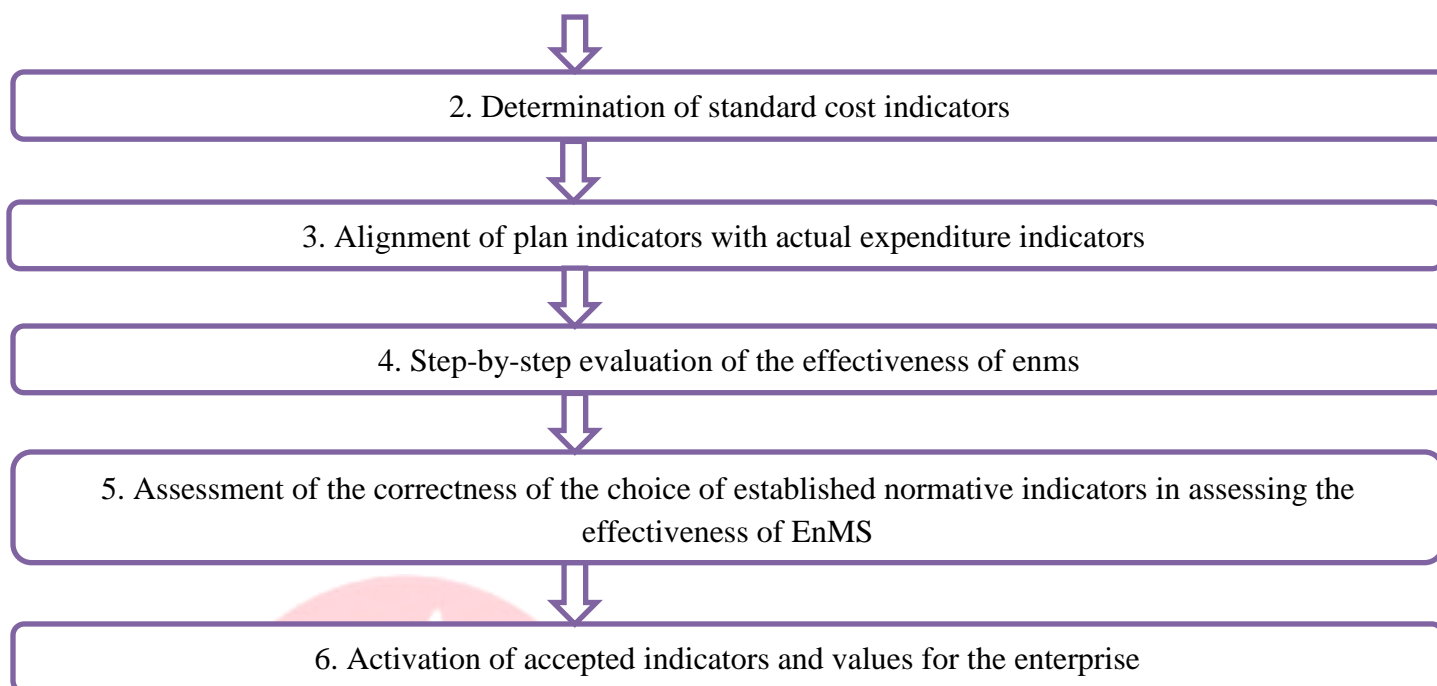 2. Determination of standard cost indicators
3. Alignment of plan indicators with actual expenditure indicators
4. Step-by-step evaluation of the effectiveness of enms
5. Assessment of the correctness of the choice of established normative indicators in assessing the
effectiveness of EnMS
6. Activation of accepted indicators and values for the enterprise